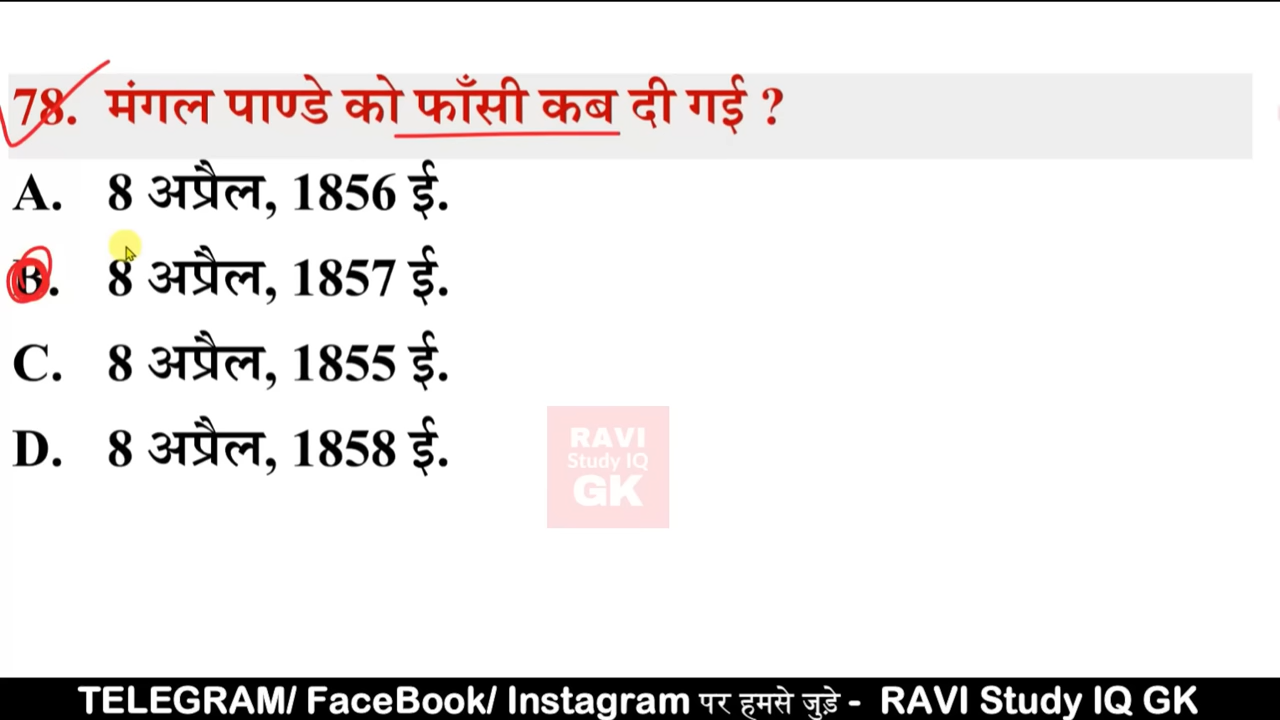 78. मंगल पाण्डे को फाँसी कब दी गई ?
A. 8 अप्रैल, 1856 ई.
B. 8 अप्रैल, 1857 ई.
C. 8 अप्रैल, 1855 ई.
D. 8 अप्रैल, 1858 ई.
RAVI
Study IQ
GK
TELEGRAM/ FaceBook/ Instagram पर हमसे जुड़े - RAVI Study IQ GK